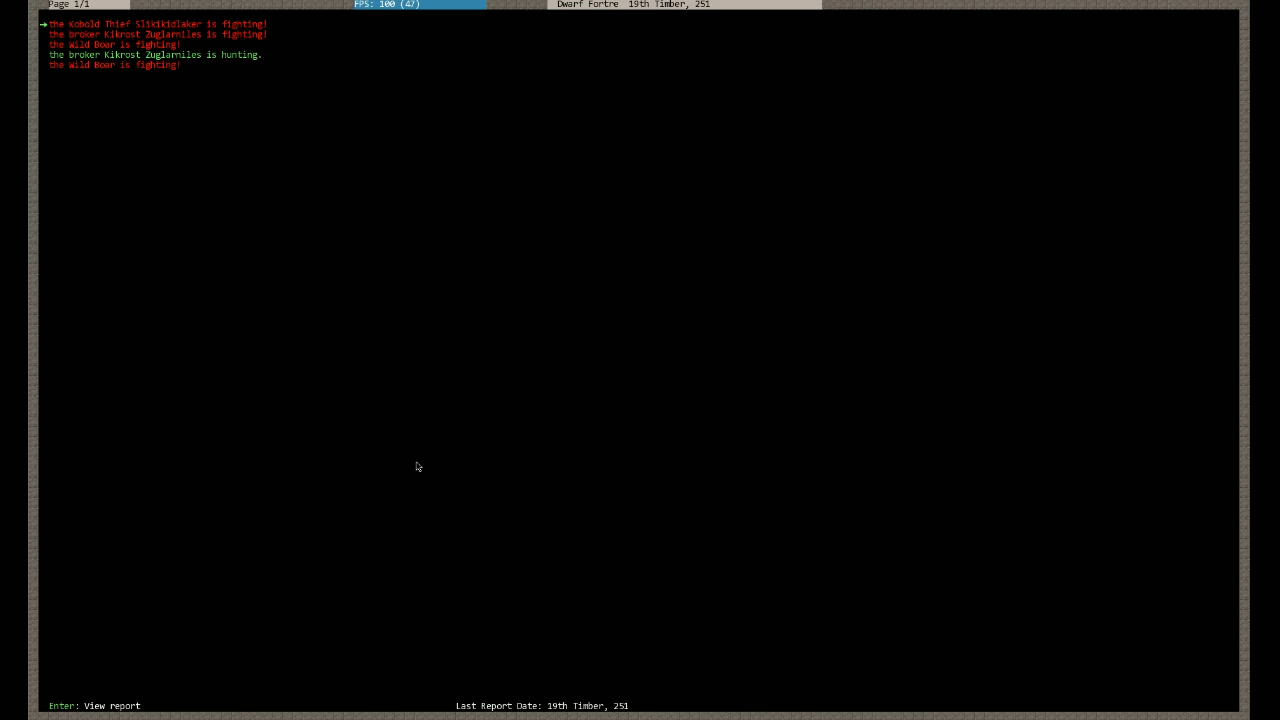 Page 1/1 FPS: 100 (47) Dwarf Fortre 19th Timber, 251
the Kobold Thief Slikikidlaker is fighting!
the broker Kikrost Zuglarniles is fighting!
the Wild Boar is fighting!
the broker Kikrost Zuglarniles is hunting.
the Wild Boar is fighting!
Enter: View report Last Report Date: 19th Timber, 251